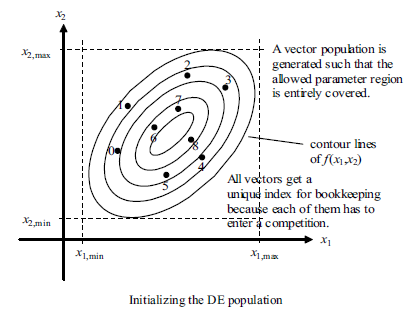 x2
x2,max
A vector population is
generated such that the
allowed parameter region
is entirely covered.
2
3
1
7
6
0
8
4
5
contour lines
of f(x1,x2)
All vectors get a
unique index for bookkeeping
because each of them has to
enter a competition.
x2,min
x1
x1,min
x1,max
Initializing the DE population